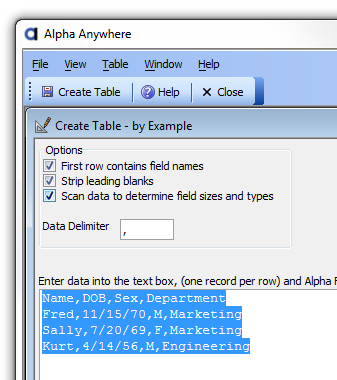 Alpha Anywhere
File View Table Window Help
Create Table Help Close
Create Table - by Example
Options
First row contains field names
Strip leading blanks
Scan data to determine field sizes and types
Data Delimiter ,
Enter data into the text box, (one record per row) and Alpha
Name,DOB,Sex,Department
Fred,11/15/70,M,Marketing
Sally,7/20/69,F,Marketing
Kurt,4/14/56,M,Engineering